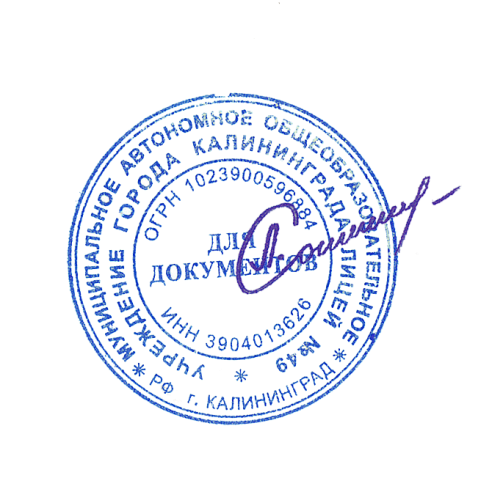 МУНИЦИПАЛЬНОЕ АВТОНОМНОЕ ОБЩЕОБРАЗОВАТЕЛЬНОЕ
УЧРЕЖДЕНИЕ ГОРОДА КАЛИНИНГРАДА ЛИЦЕЙ №49
* РФ г. КАЛИНИНГРАД *
*
ОГРН 1023900596884
ДЛЯ
ДОКУМЕНТОВ
ИНН 3904013626